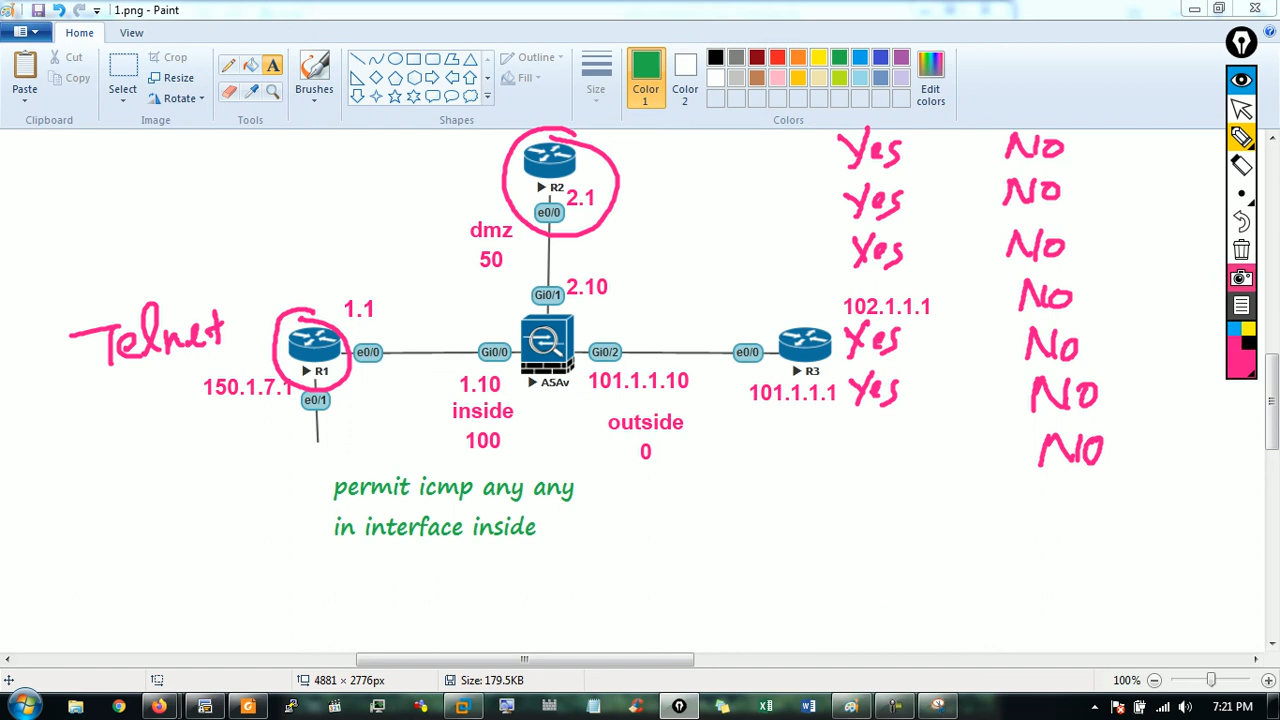 1.png - Paint
Home
View
Paste
Cut
Copy
Clipboard
Select
Crop
Resize
Rotate
Image
A
Tools
Brushes
Outline
Fill
Shapes
Size
Color 1
Color 2
Edit colors
Colors
R2
2.1
e0/0
dmz
50
2.10
Gi0/1
Yes No
Yes No
Yes No
No
Telnet
1.1
R1
e0/0
150.1.7.1
e0/1
Gi0/0
1.10
inside
100
ASAv
Gi0/2
101.1.1.10
outside
0
e0/0
R3
101.1.1.1
102.1.1.1
Yes No
Yes No
No
permit icmp any any
in interface inside
4881 × 2776px
Size: 179.5KB
100%
7:21 PM